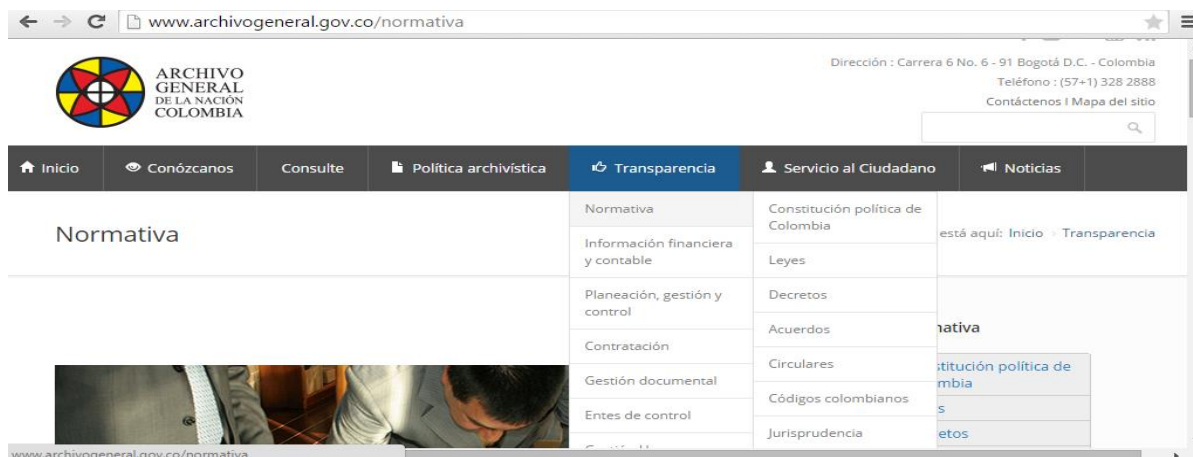 www.archivogeneral.gov.co/normativa
ARCHIVO
GENERAL
DE LA NACIÓN
COLOMBIA
Dirección : Carrera 6 No. 6 - 91 Bogotá D.C. - Colombia
Teléfono : (57+1) 328 2888
Contáctenos I Mapa del sitio
Inicio Conózcanos Consulte Política archivística Transparencia Servicio al Ciudadano Noticias
Normativa
está aquí: Inicio Transparencia
Normativa
Información financiera
y contable
Planeación, gestión y
control
Contratación
Gestión documental
Entes de control
Constitución política de
Colombia
Leyes
Decretos
Acuerdos
Circulares
Códigos colombianos
Jurisprudencia
nativa
stitución política de
mbia
s
etos
www.archivogeneral.gov.co/normativa